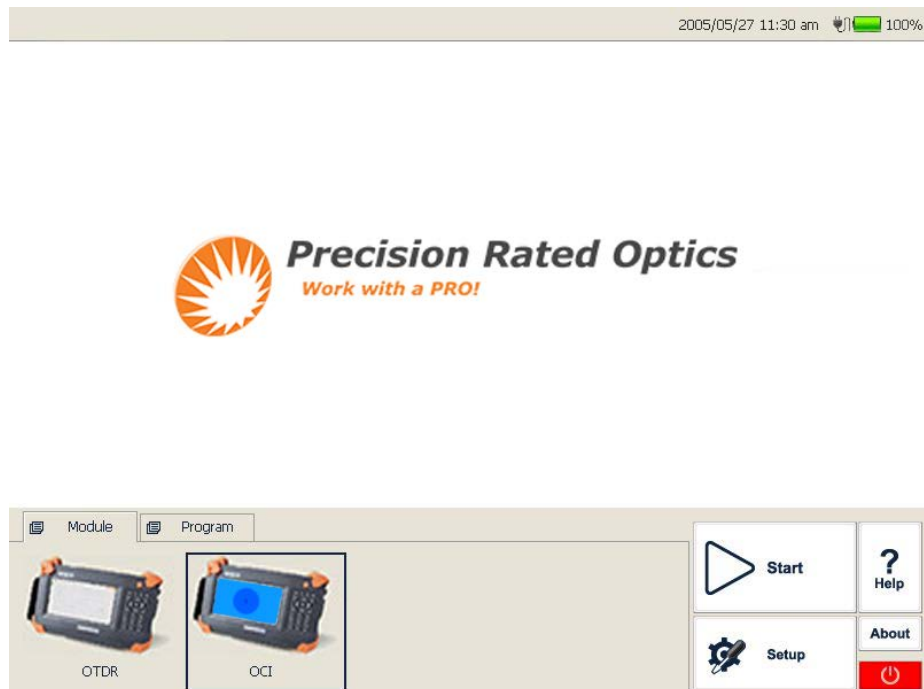 2005/05/27 11:30 am 100%
Precision Rated Optics
Work with a PRO!
Module Program
Start
?
Help
OTDR OCI
Setup
About